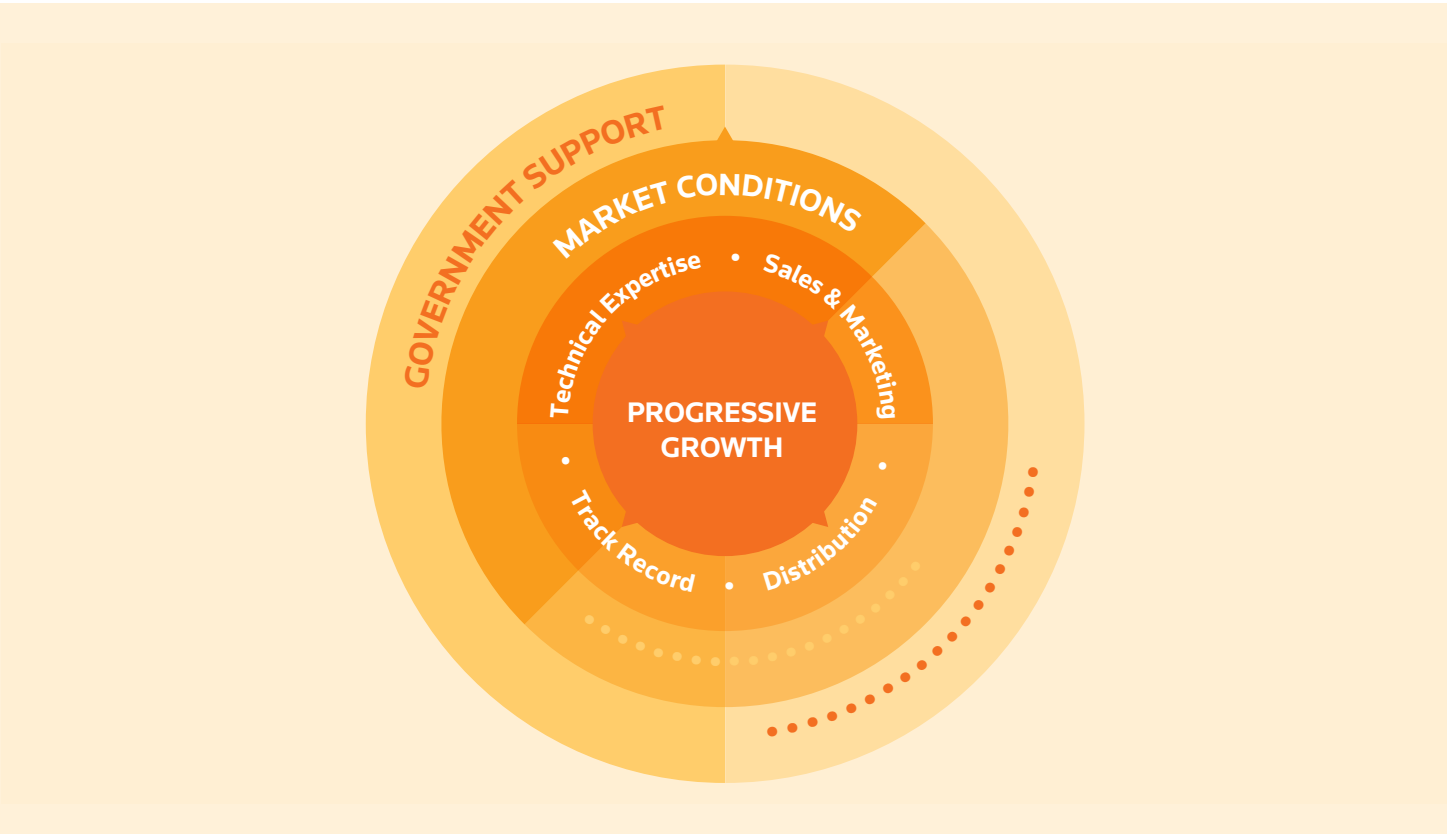 GOVERNMENT SUPPORT
MARKET CONDITIONS
Technical Expertise • Sales & Marketing •
Track Record • Distribution •
PROGRESSIVE
GROWTH